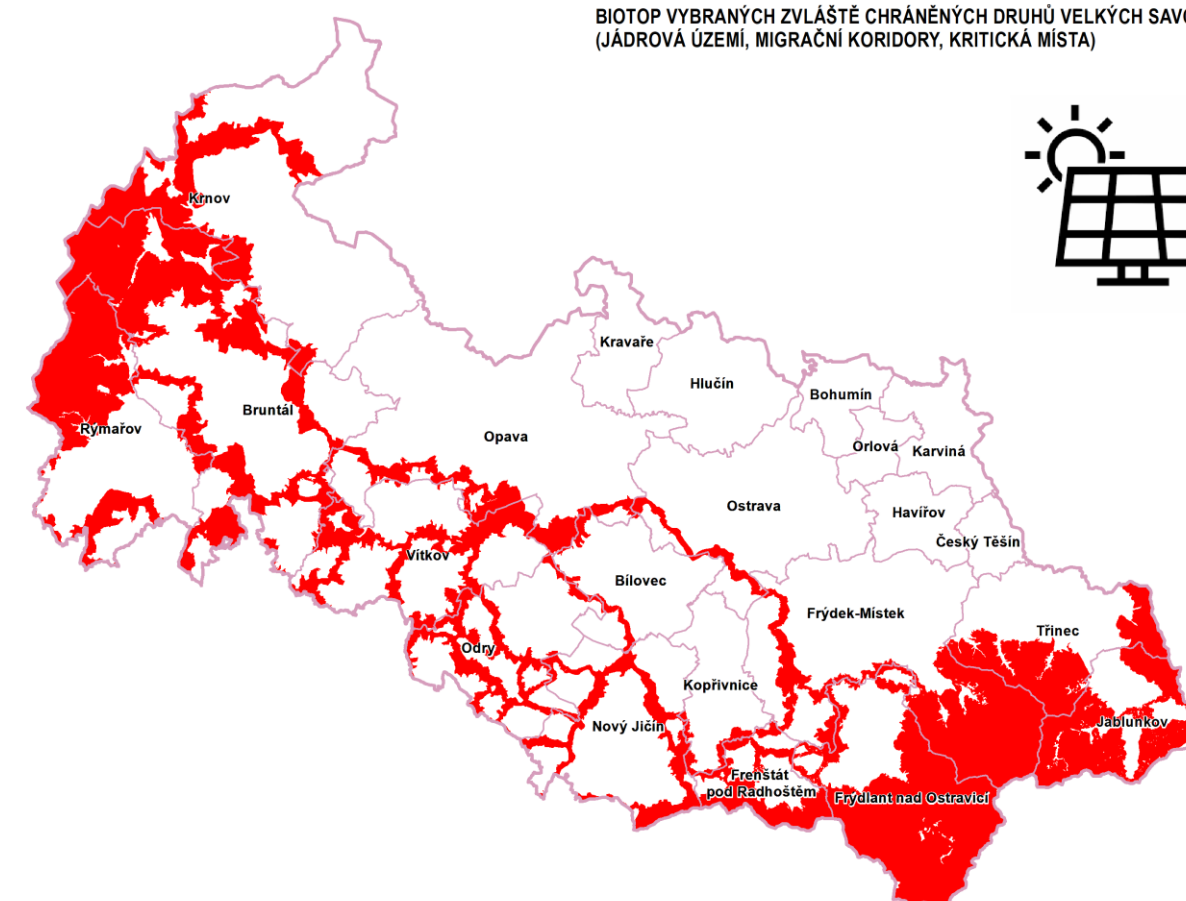 BIOTOP VYBRANÝCH ZVLÁŠTĚ CHRÁNĚNÝCH DRUHŮ VELKÝCH
(JÁDROVÁ ÚZEMÍ, MIGRAČNÍ KORIDORY, KRITICKÁ MÍSTA)
Krnov
Kravaře
Hlučín
Bohumín
Bruntál
Rýmařov
Opava
Orlová
Karviná
Ostrava
Havířov
Český Těšín
Vítkov
Bílovec
Frýdek-Místek
Třinec
Odry
Kopřivnice
Nový Jičín
Jablunkov
Frenštát
pod Radhoštěm
Frýdlant nad Ostravicí